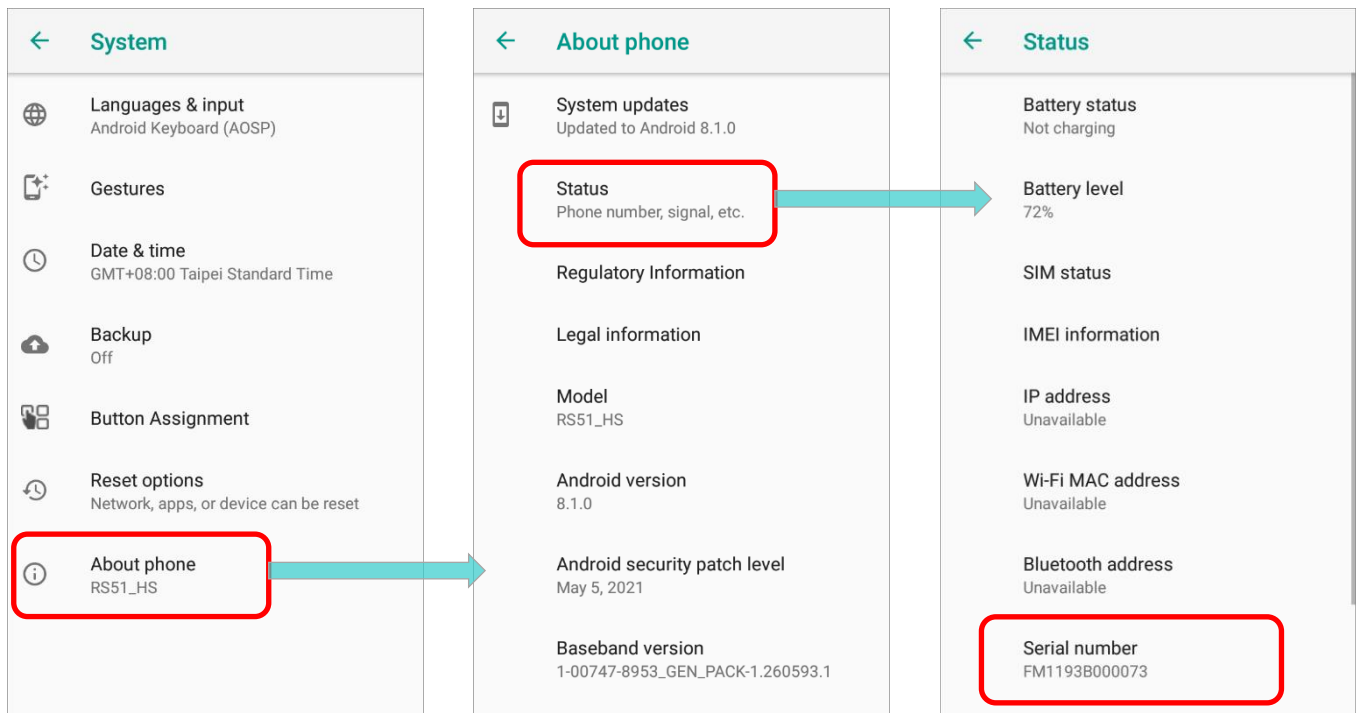 System
Languages & input
Android Keyboard (AOSP)
Gestures
Date & time
GMT+08:00 Taipei Standard Time
Backup
Off
Button Assignment
Reset options
Network, apps, or device can be reset
About phone
RS51_HS
About phone
System updates
Updated to Android 8.1.0
Status
Phone number, signal, etc.
Regulatory Information
Legal information
Model
RS51_HS
Android version
8.1.0
Android security patch level
May 5, 2021
Baseband version
1-00747-8953_GEN_PACK-1.260593.1
Status
Battery status
Not charging
Battery level
72%
SIM status
IMEI information
IP address
Unavailable
Wi-Fi MAC address
Unavailable
Bluetooth address
Unavailable
Serial number
FM1193B000073